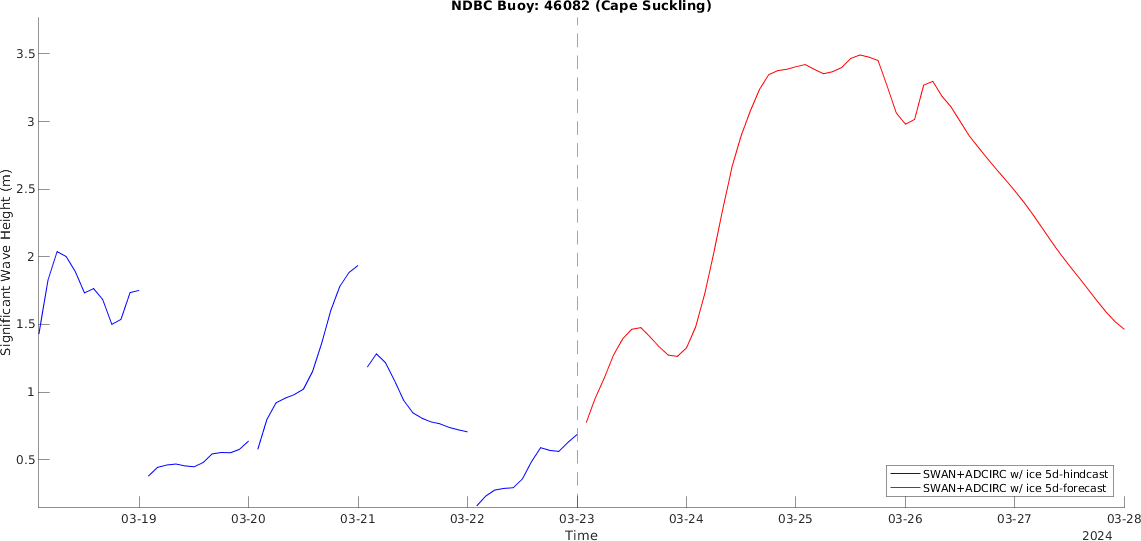 NDBC Buoy: 46082 (Cape Suckling)
Significant Wave Height (m)
3.5
3
2.5
2
1.5
1
0.5
SWAN+ADCIRC w/ ice 5d-hindcast
SWAN+ADCIRC w/ ice 5d-forecast
03-19 03-20 03-21 03-22 03-23 03-24 03-25 03-26 03-27 03-28
Time
2024